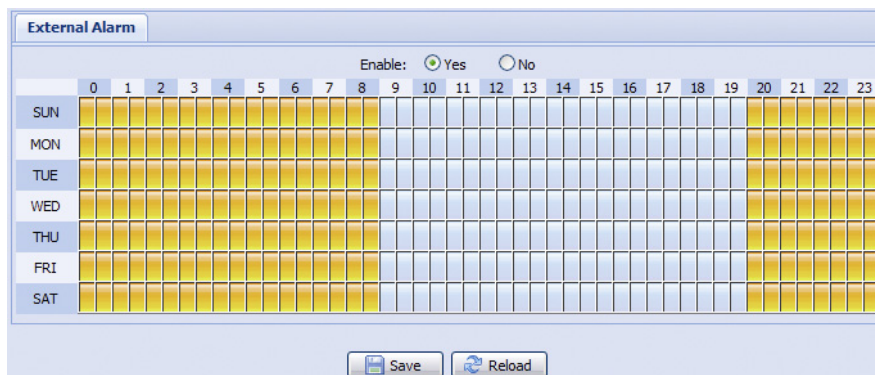 External Alarm
Enable: Yes No
0 1 2 3 4 5 6 7 8 9 10 11 12 13 14 15 16 17 18 19 20 21 22 23
SUN
MON
TUE
WED
THU
FRI
SAT
Save Reload